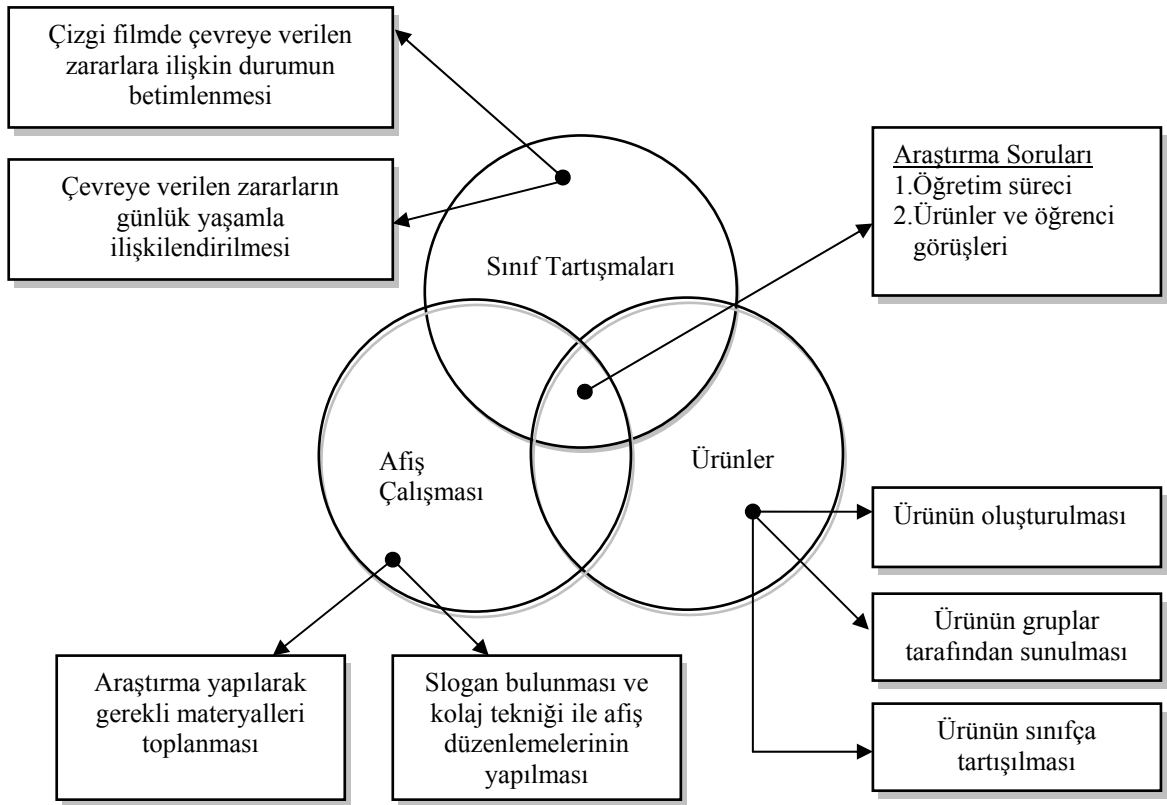 Çizgi filmde çevreye verilen
zararlara ilişkin durumun
betimlenmesi
Çevreye verilen zararların
günlük yaşamla
ilişkilendirilmesi
Araştırma Soruları
1.Öğretim süreci
2.Ürünler ve öğrenci
görüşleri
Sınıf Tartışmaları
Afiş
Çalışması
Ürünler
Ürünün oluşturulması
Ürünün gruplar
tarafından sunulması
Ürünün sınıfça
tartışılması
Araştırma yapılarak
gerekli materyalleri
toplanması
Slogan bulunması ve
kolaj tekniği ile afiş
düzenlemelerinin
yapılması